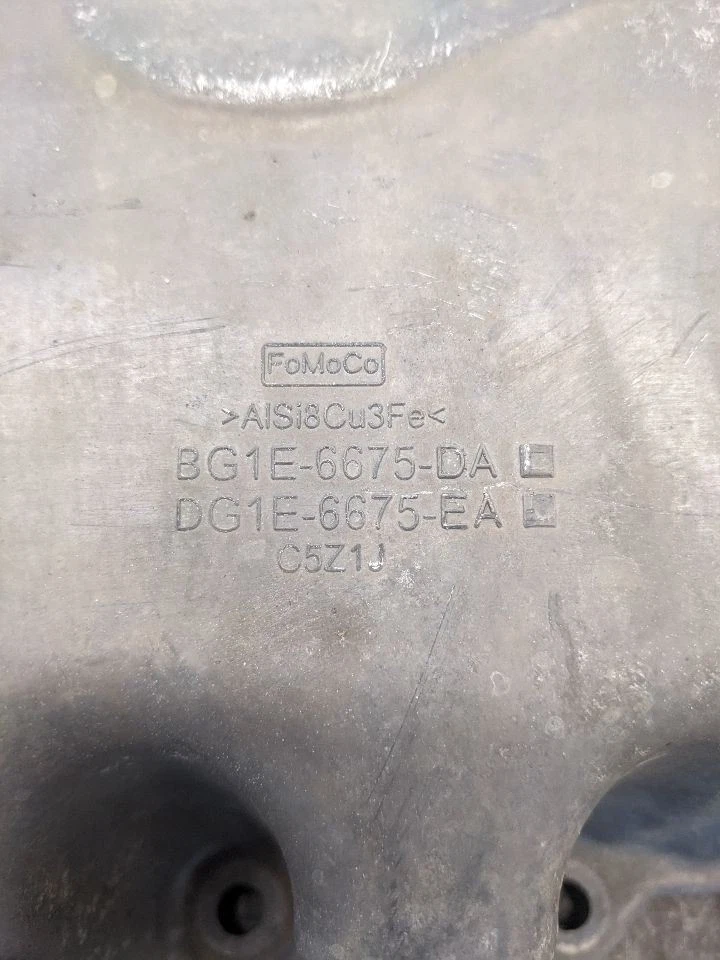 FoMoCo
>AlSi8Cu3Fe<
BG1E-6675-DA
DG1E-6675-EA
C5Z1J